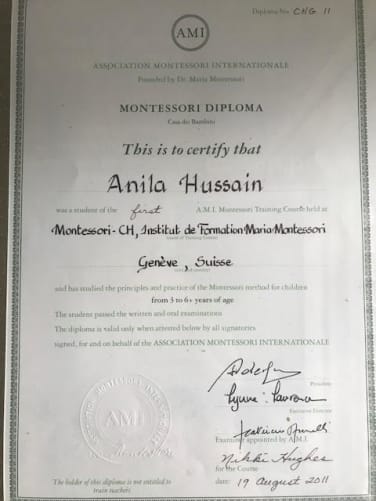 Diploma No. CHG 11
AMI
ASSOCIATION MONTESSORI INTERNATIONALE
Founded by Dr. Maria Montessori
MONTESSORI DIPLOMA
Casa dei Bambini
This is to certify that
Anila Hussain
was a student of the first A.M.I. Montessori Training Course held at
Montessori-CH, Institut de Formation Maria Montessori
Genève, Suisse
and has studied the principles and practice of the Montessori method for children
from 3 to 6+ years of age
The student passed the written and oral examinations
The diploma is valid only when attested below by all signatories
signed, for and on behalf of the ASSOCIATION MONTESSORI INTERNATIONALE
President
Executive Director
Examiner appointed by A.M.I.
Nikki Hughes
for the Course
The holder of this diploma is not entitled to date: 19 August 2011
train teachers
ASSOCIATION MONTESSORI INTERNATIONALE
AMI